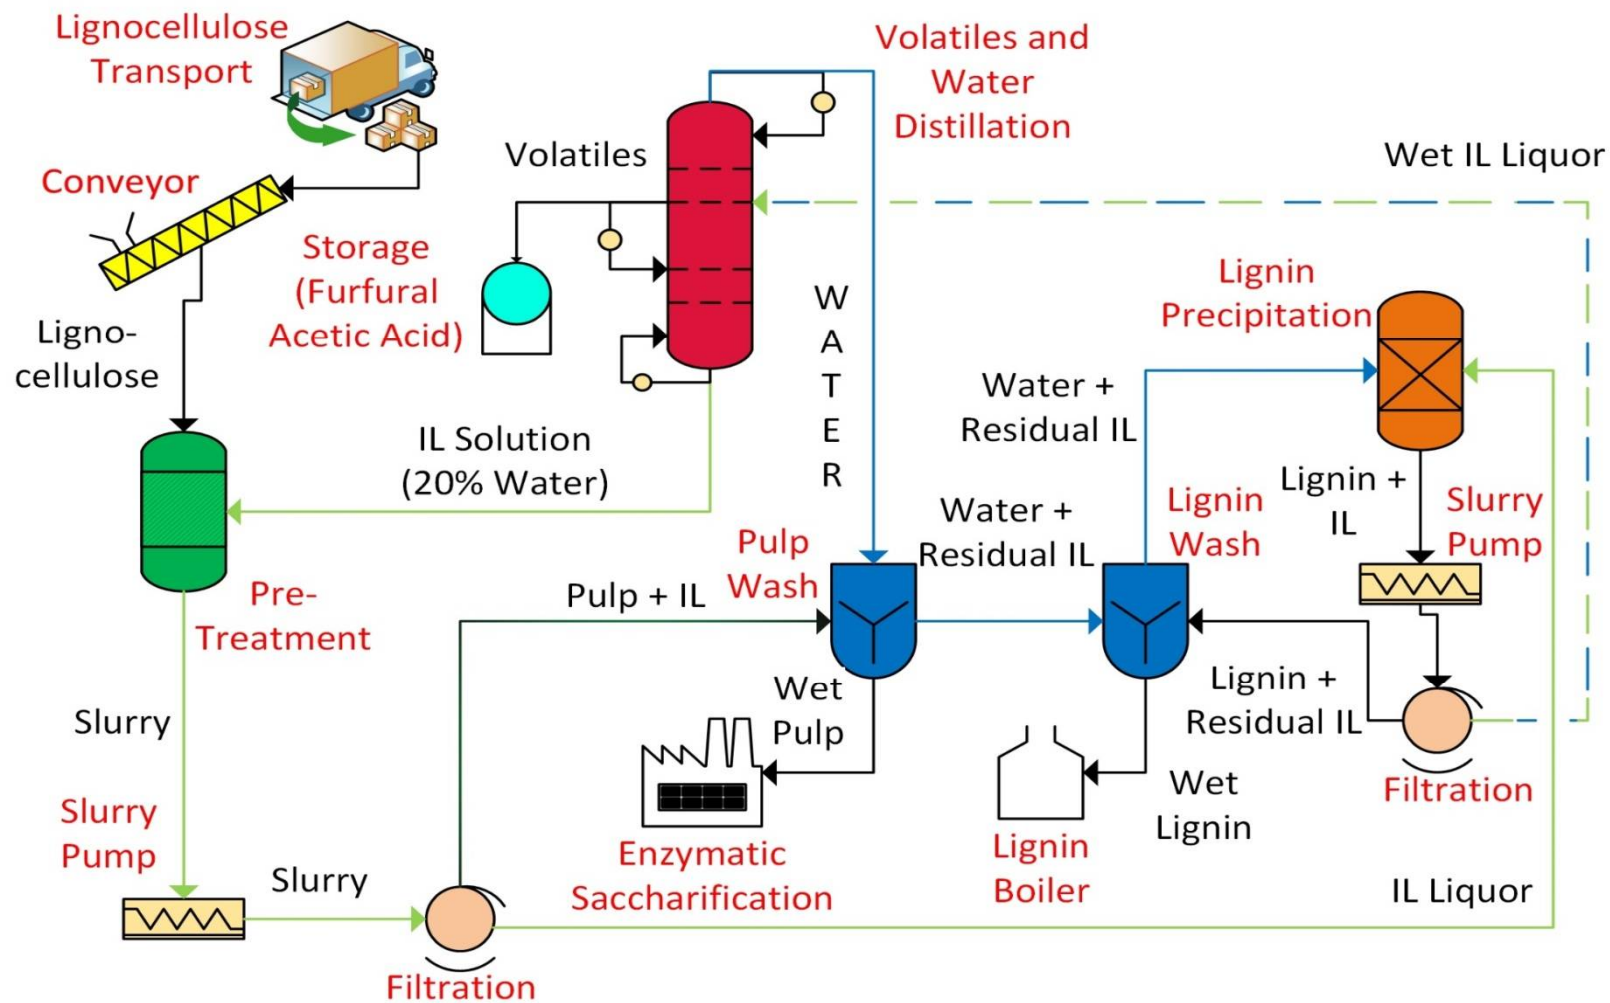 Lignocellulose
Transport
Volatiles and
Water
Distillation
Volatiles
Wet IL Liquor
Conveyor
Storage
(Furfural
Acetic Acid)
Lignin
Precipitation
W
A
T
E
R
Ligno-
cellulose
Water +
Residual IL
IL Solution
(20% Water)
Lignin +
IL
Slurry
Pump
Lignin
Wash
Water +
Residual IL
Pulp
Wash
Pulp + IL
Pre-
Treatment
Wet
Pulp
Lignin +
Residual IL
Slurry
Filtration
Wet
Lignin
Slurry
Pump
Enzymatic
Saccharification
Lignin
Boiler
Slurry
IL Liquor
Filtration